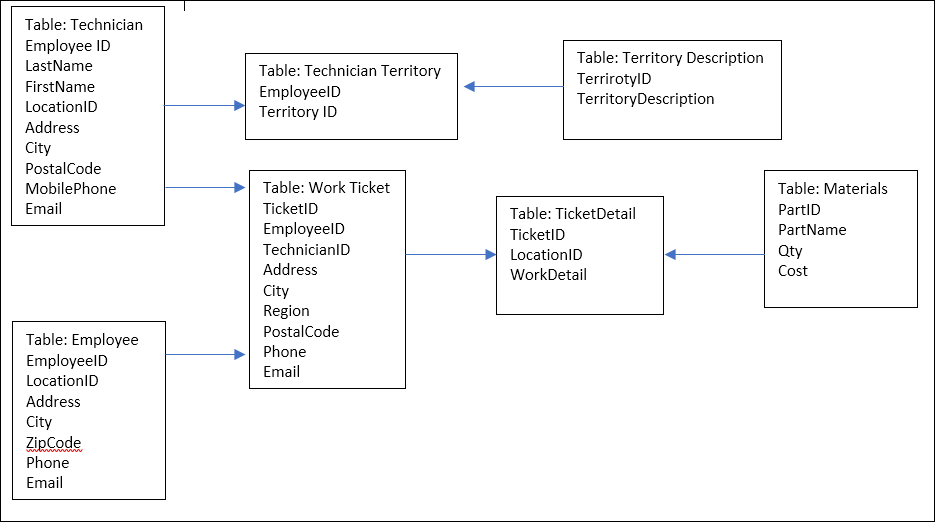 Table: Technician
Employee ID
LastName
FirstName
LocationID
Address
City
PostalCode
MobilePhone
Email
Table: Technician Territory
EmployeeID
Territory ID
Table: Territory Description
TerrirotyID
TerritoryDescription
Table: Work Ticket
TicketID
EmployeeID
TechnicianID
Address
City
Region
PostalCode
Phone
Email
Table: TicketDetail
TicketID
LocationID
WorkDetail
Table: Materials
PartID
PartName
Qty
Cost
Table: Employee
EmployeeID
LocationID
Address
City
ZipCode
Phone
Email